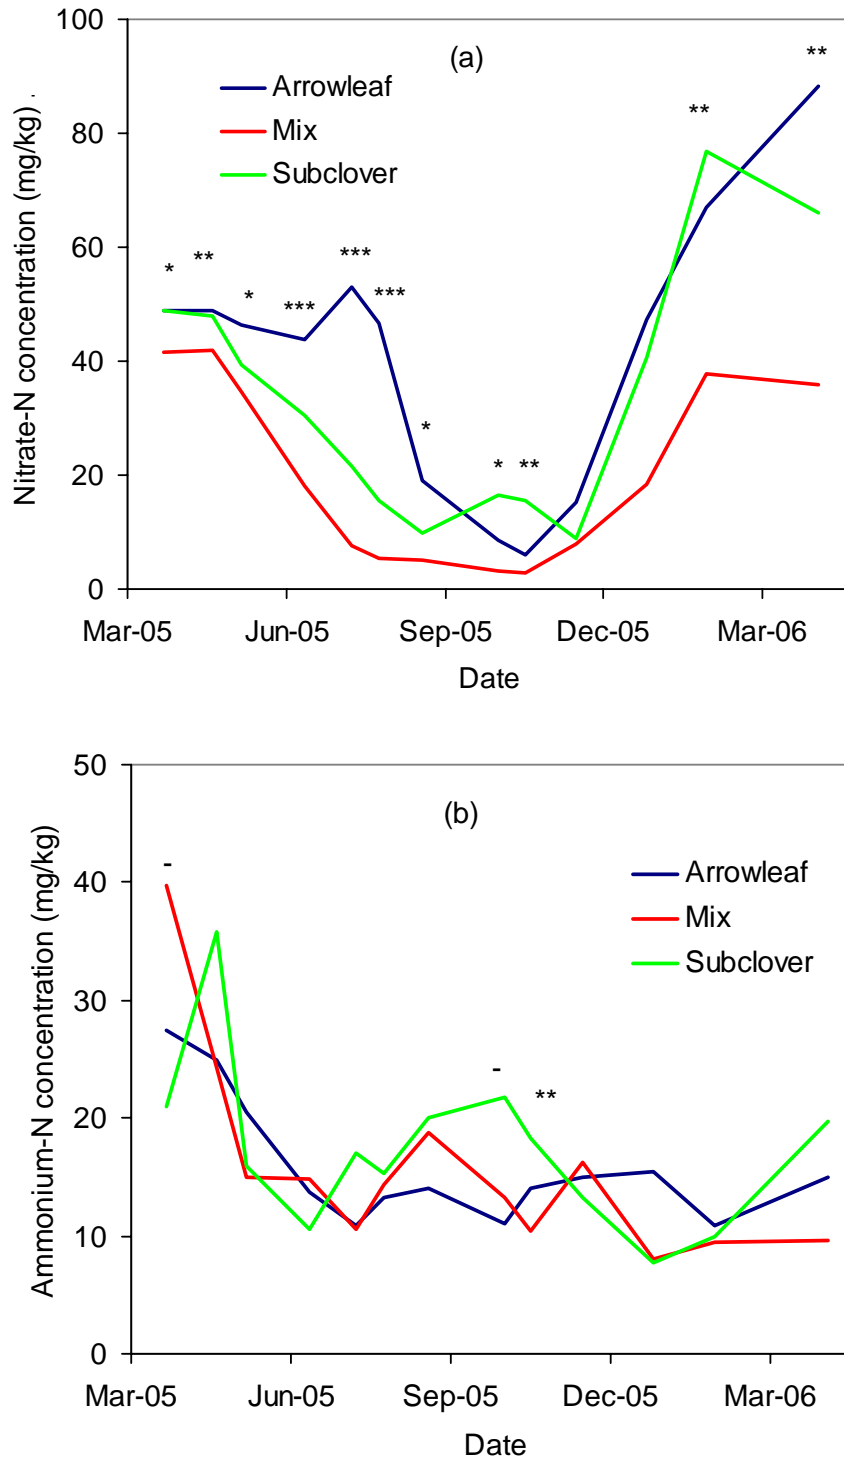 100
(a)
**
Arrowleaf
Mix
**
80
Subclover
Nitrate-N concentration (mg/kg) .
60
***
**
*
*
***
***
40
*
20
*
**
0
Mar-05
Jun-05
Sep-05
Dec-05
Mar-06
Date
50
(b)
Ammonium-N concentration (mg/kg)
-
Arrowleaf
40
Mix
Subclover
30
-
**
20
10
0
Mar-05
Jun-05
Sep-05
Dec-05
Mar-06
Date